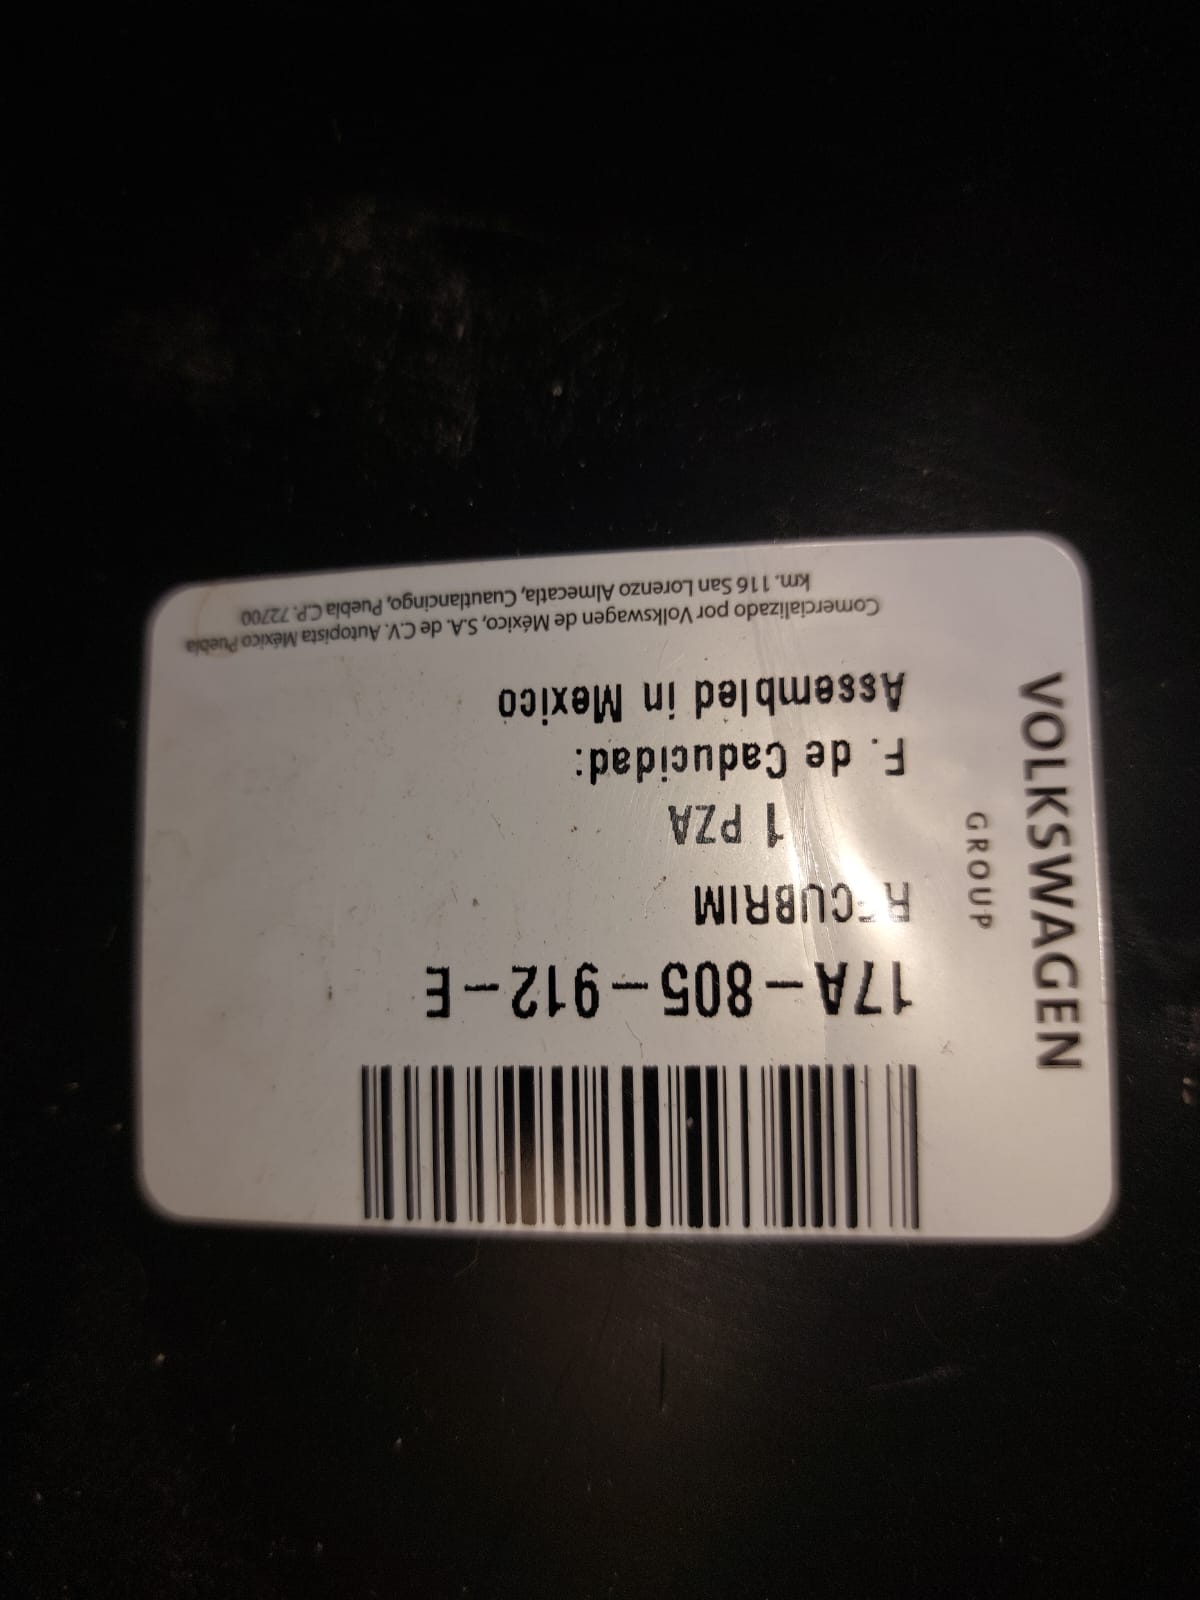 17A-805-912-E
RECUBRIM
1 PZA
F. de Caducidad:
Assembled in Mexico
Comercializado por Volkswagen de México, S.A. de C.V. Autopista México Puebla
km. 116 San Lorenzo Almecatla, Cuautlancingo, Puebla C.P. 72700
VOLKSWAGEN
GROUP